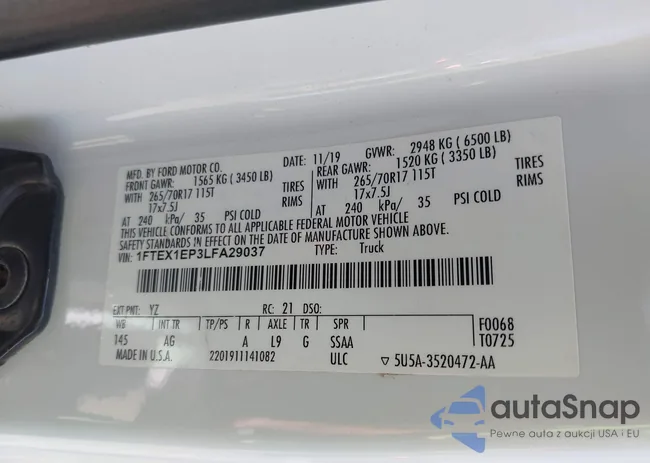 MFD. BY FORD MOTOR CO.
DATE: 11/19
GVWR: 2948 KG ( 6500 LB)
FRONT GAWR: 1565 KG ( 3450 LB)
REAR GAWR: 1520 KG ( 3350 LB)
WITH 265/70R17 115T TIRES
WITH 265/70R17 115T TIRES
17x7.5J RIMS
17x7.5J RIMS
AT 240 kPa/ 35 PSI COLD
AT 240 kPa/ 35 PSI COLD
THIS VEHICLE CONFORMS TO ALL APPLICABLE FEDERAL MOTOR VEHICLE
SAFETY STANDARDS IN EFFECT ON THE DATE OF MANUFACTURE SHOWN ABOVE.
VIN: 1FTEX1EP3LFA29037
TYPE: Truck
EXT PNT: YZ RC: 21 DSO:
WB INT TR TP/PS R AXLE TR SPR F0068
145 AG A L9 G SSAA T0725
MADE IN U.S.A. 2201911141082 ULC ▽ 5U5A-3520472-AA
autaSnap
Pewne auta z aukcji USA i EU